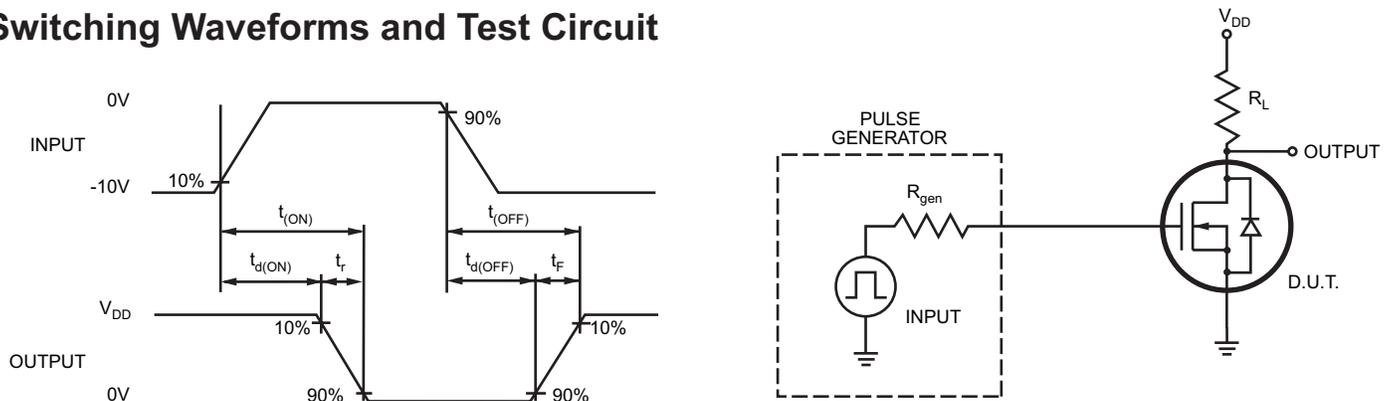 Switching Waveforms and Test Circuit
0V
INPUT
-10V
10%
90%
t(ON)
t(OFF)
td(ON)
tr
td(OFF)
tF
VDD
10%
10%
OUTPUT
0V
90%
90%
VDD
RL
OUTPUT
PULSE
GENERATOR
Rgen
INPUT
D.U.T.